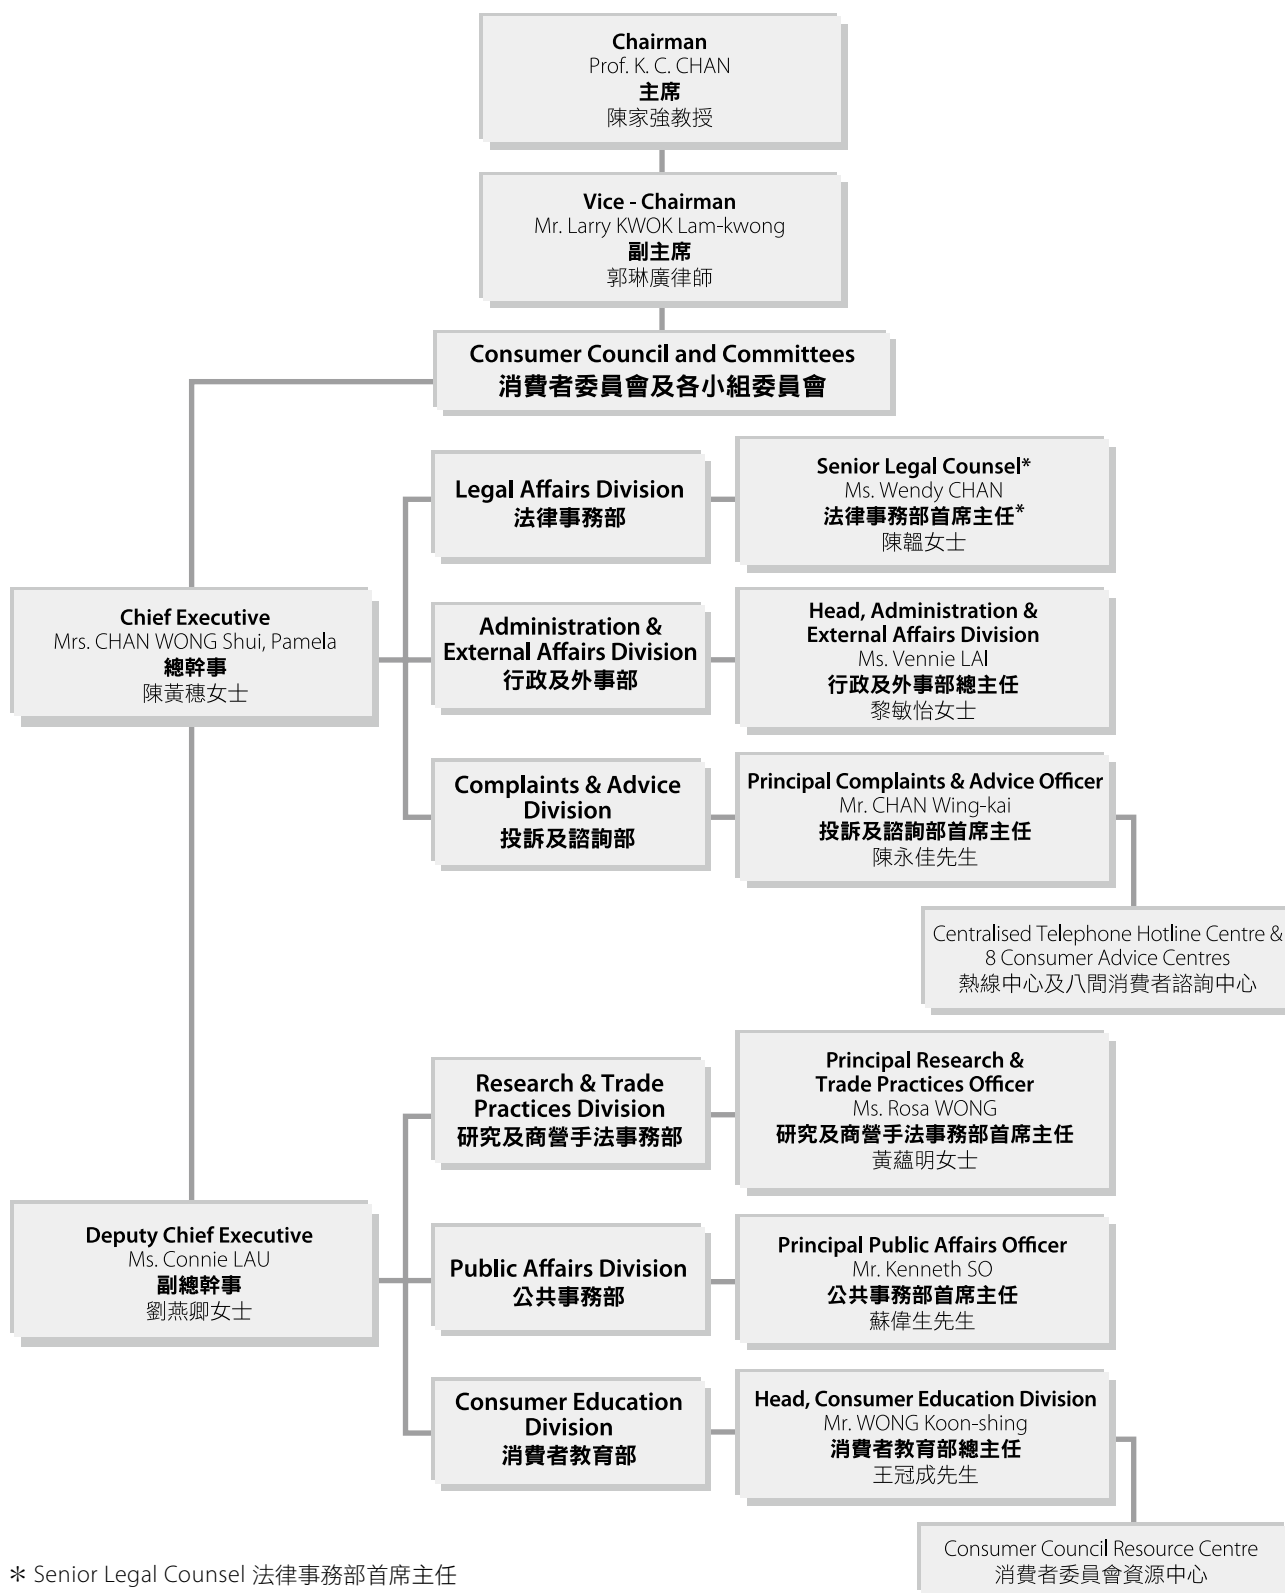 Chairman
Prof. K. C. CHAN
主席
陳家強教授
Vice - Chairman
Mr. Larry KWOK Lam-kwong
副主席
郭琳廣律師
Consumer Council and Committees
消費者委員會及各小組委員會
Legal Affairs Division
法律事務部
Senior Legal Counsel*
Ms. Wendy CHAN
法律事務部首席主任*
陳韞女士
Chief Executive
Mrs. CHAN WONG Shui, Pamela
總幹事
陳黃穗女士
Administration &
External Affairs Division
行政及外事部
Head, Administration &
External Affairs Division
Ms. Vennie LAI
行政及外事部總主任
黎敏怡女士
Complaints & Advice
Division
投訴及諮詢部
Principal Complaints & Advice Officer
Mr. CHAN Wing-kai
投訴及諮詢部首席主任
陳永佳先生
Centralised Telephone Hotline Centre &
8 Consumer Advice Centres
熱線中心及八間消費者諮詢中心
Research & Trade
Practices Division
研究及商營手法事務部
Principal Research &
Trade Practices Officer
Ms. Rosa WONG
研究及商營手法事務部首席主任
黃蘊明女士
Deputy Chief Executive
Ms. Connie LAU
副總幹事
劉燕卿女士
Public Affairs Division
公共事務部
Principal Public Affairs Officer
Mr. Kenneth SO
公共事務部首席主任
蘇偉生先生
Consumer Education
Division
消費者教育部
Head, Consumer Education Division
Mr. WONG Koon-shing
消費者教育部總主任
王冠成先生
Consumer Council Resource Centre
消費者委員會資源中心
* Senior Legal Counsel 法律事務部首席主任